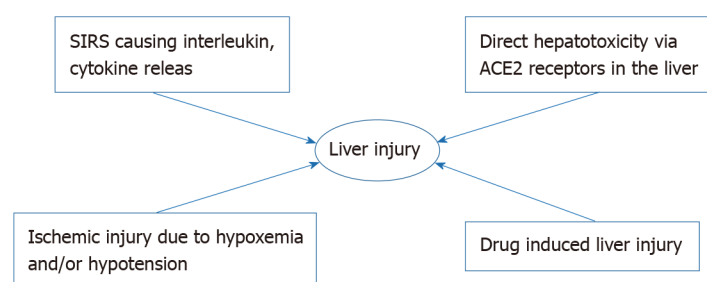 SIRS causing interleukin,
cytokine releas
Direct hepatotoxicity via
ACE2 receptors in the liver
Liver injury
Ischemic injury due to hypoxemia
and/or hypotension
Drug induced liver injury